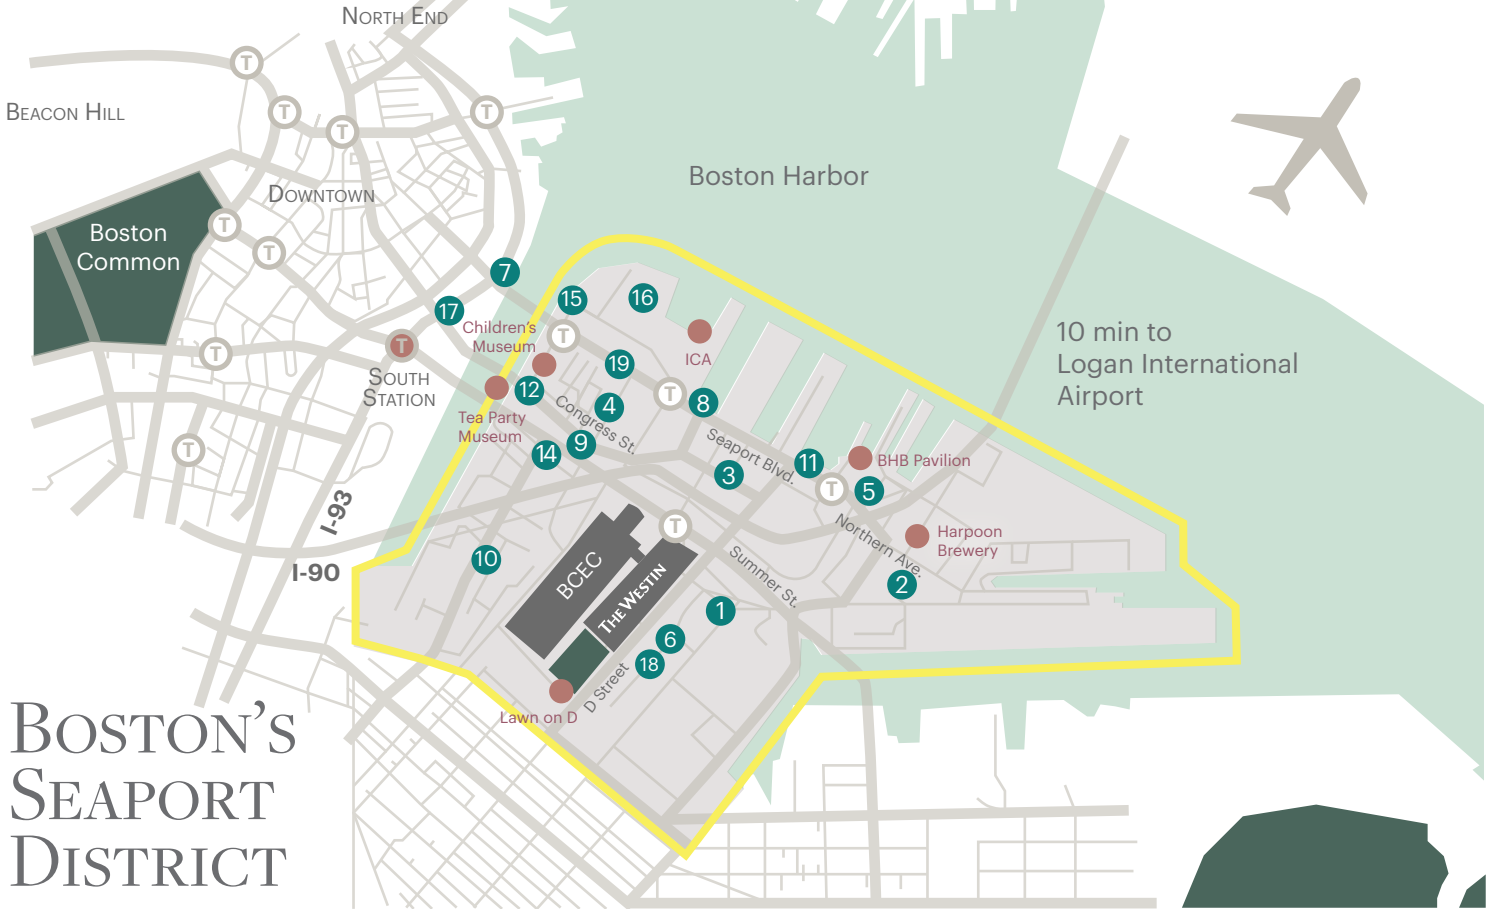 NORTH END
T
BEACON HILL
T
T
T
Boston Harbor
DOWNTOWN
Boston
Common
T
T
7
15
16
17
Children's
Museum
T
ICA
10 min to
Logan International
Airport
T
T
19
SOUTH
STATION
12
T
8
4
Tea Party
Museum
Congress St.
9
14
T
Seaport Blvd.
11
BHB Pavilion
3
T
5
I-93
T
Northern Ave.
Harpoon
Brewery
I-90
10
BCEC
THE WESTIN
Summer St.
2
1
6
18
D Street
Lawn on D
BOSTON'S
SEAPORT
DISTRICT